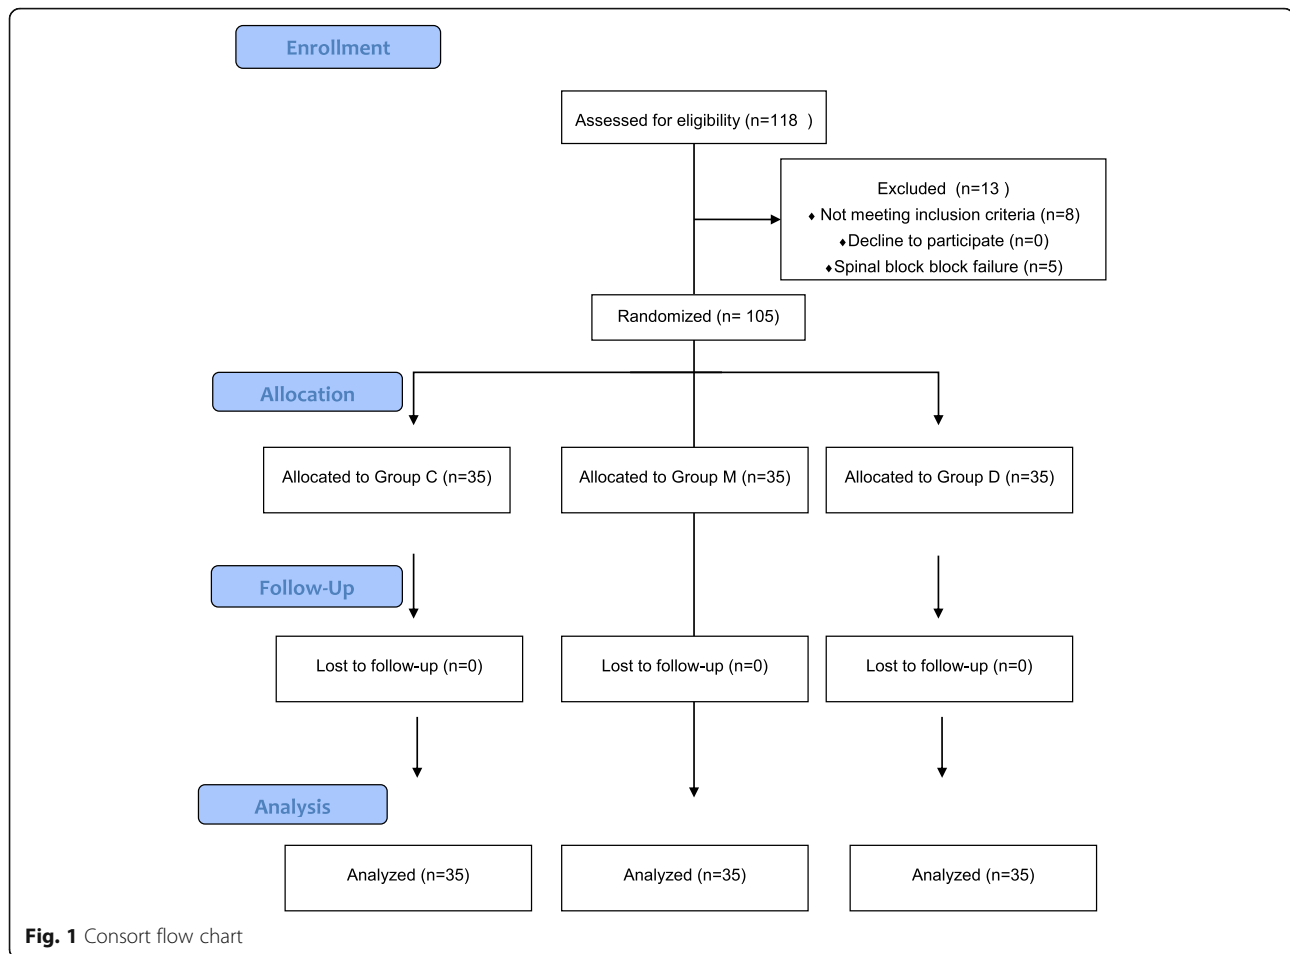 Enrollment
Assessed for eligibility (n=118 )
Excluded (n=13 )
♦ Not meeting inclusion criteria (n=8)
♦Decline to participate (n=0)
♦Spinal block block failure (n=5)
Randomized (n= 105)
Allocation
Allocated to Group C (n=35)
Allocated to Group M (n=35)
Allocated to Group D (n=35)
Follow-Up
Lost to follow-up (n=0)
Lost to follow-up (n=0)
Lost to follow-up (n=0)
Analysis
Analyzed (n=35)
Analyzed (n=35)
Analyzed (n=35)
Fig. 1 Consort flow chart